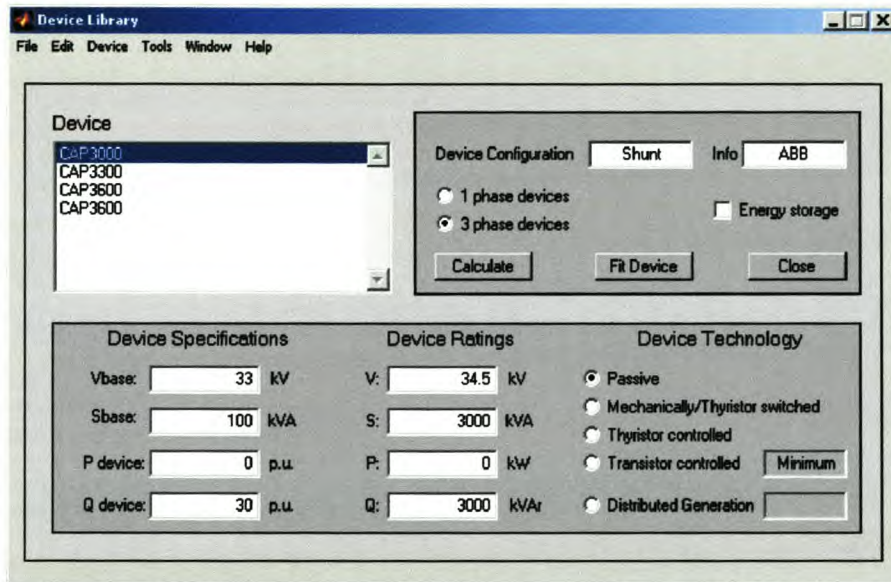 Device Library
File Edit Device Tools Window Help
Device
CAP3000
CAP3300
CAP3600
CAP3600
Device Configuration Shunt Info ABB
1 phase devices
3 phase devices
Energy storage
Calculate Fit Device Close
Device Specifications Device Ratings Device Technology
Vbase: 33 kV V: 34.5 kV Passive
Sbase: 100 kVA S: 3000 kVA Mechanically/Thyristor switched
Thyristor controlled
P device: 0 p.u. P: 0 kW Transistor controlled Minimum
Q device: 30 p.u. Q: 3000 kVAr Distributed Generation